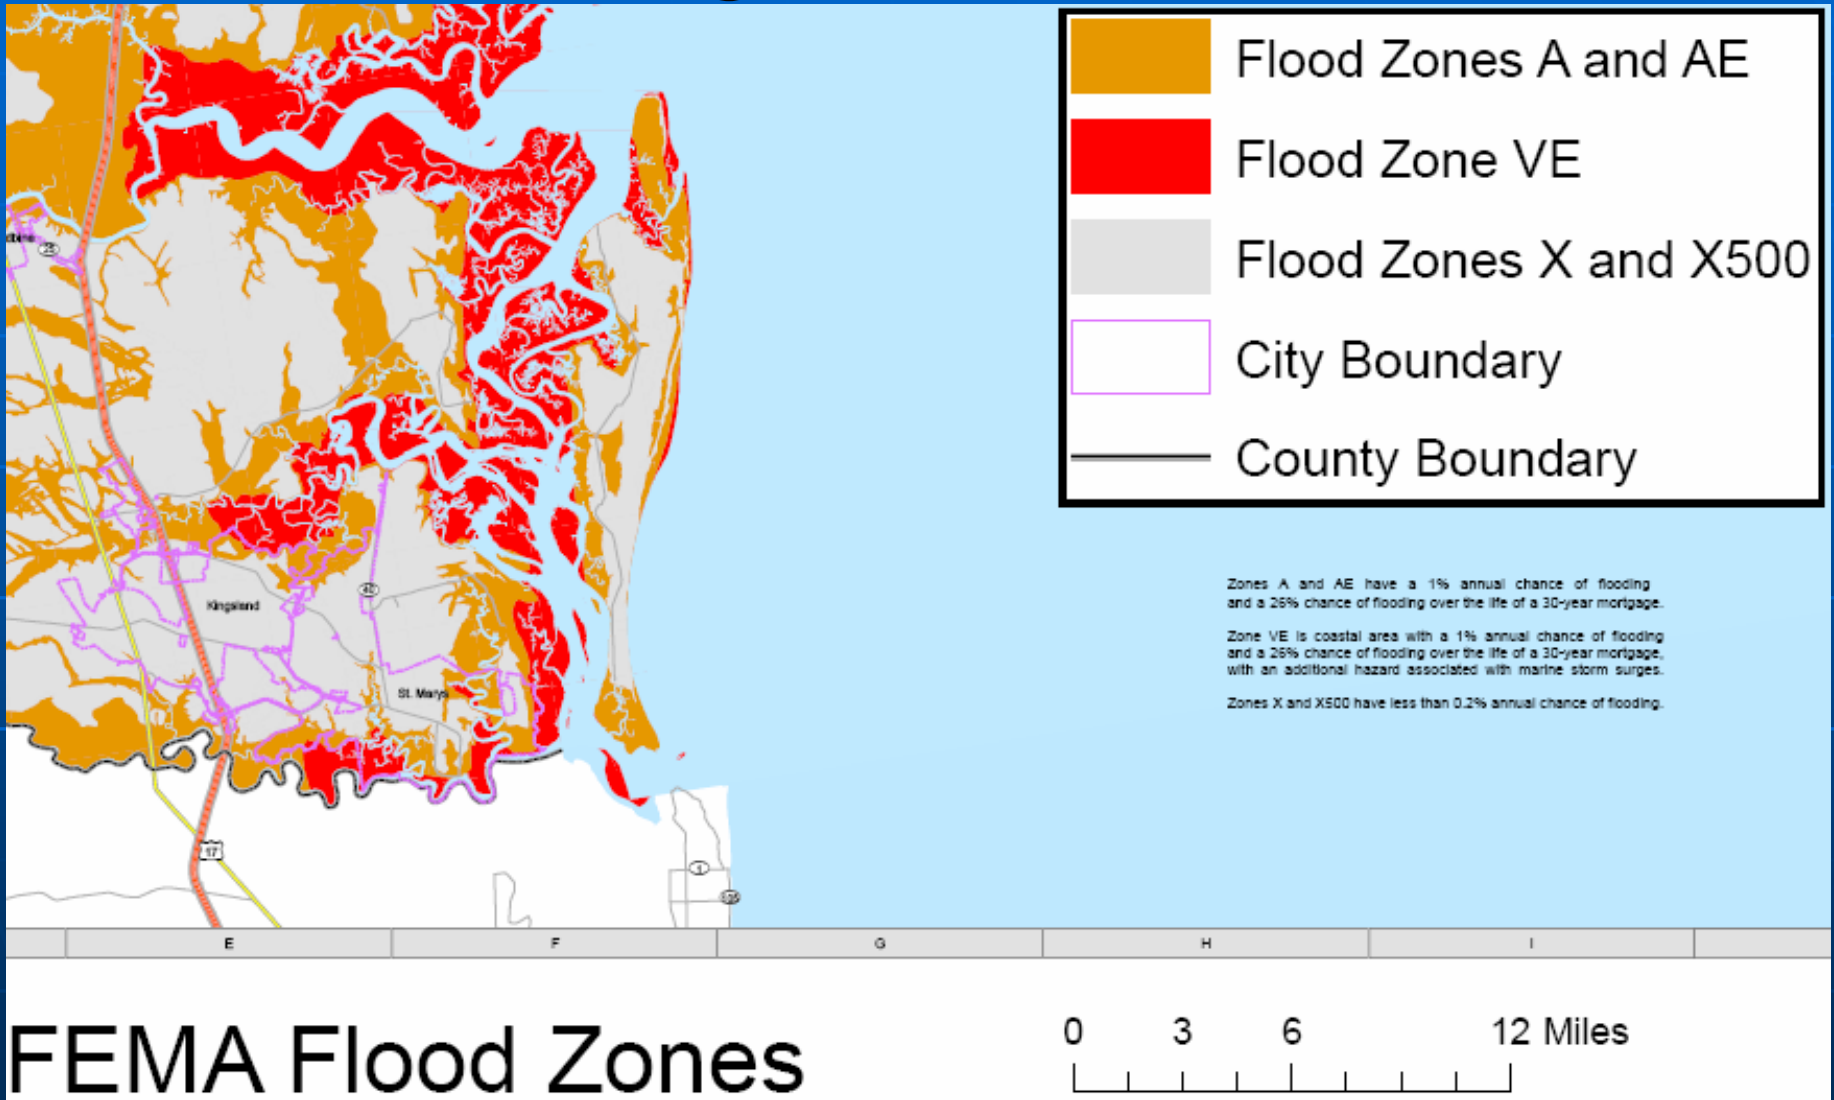 Flood Zones A and AE
Flood Zone VE
Flood Zones X and X500
City Boundary
County Boundary
Zones A and AE have a 1% annual chance of flooding
and a 26% chance of flooding over the life of a 30-year mortgage.
Zone VE is coastal area with a 1% annual chance of flooding
and a 26% chance of flooding over the life of a 30-year mortgage,
with an additional hazard associated with marine storm surges.
Zones X and X500 have less than 0.2% annual chance of flooding.
Kingsland
40
St. Marys
17
1
E
F
G
H
I
FEMA Flood Zones
0 3 6 12 Miles